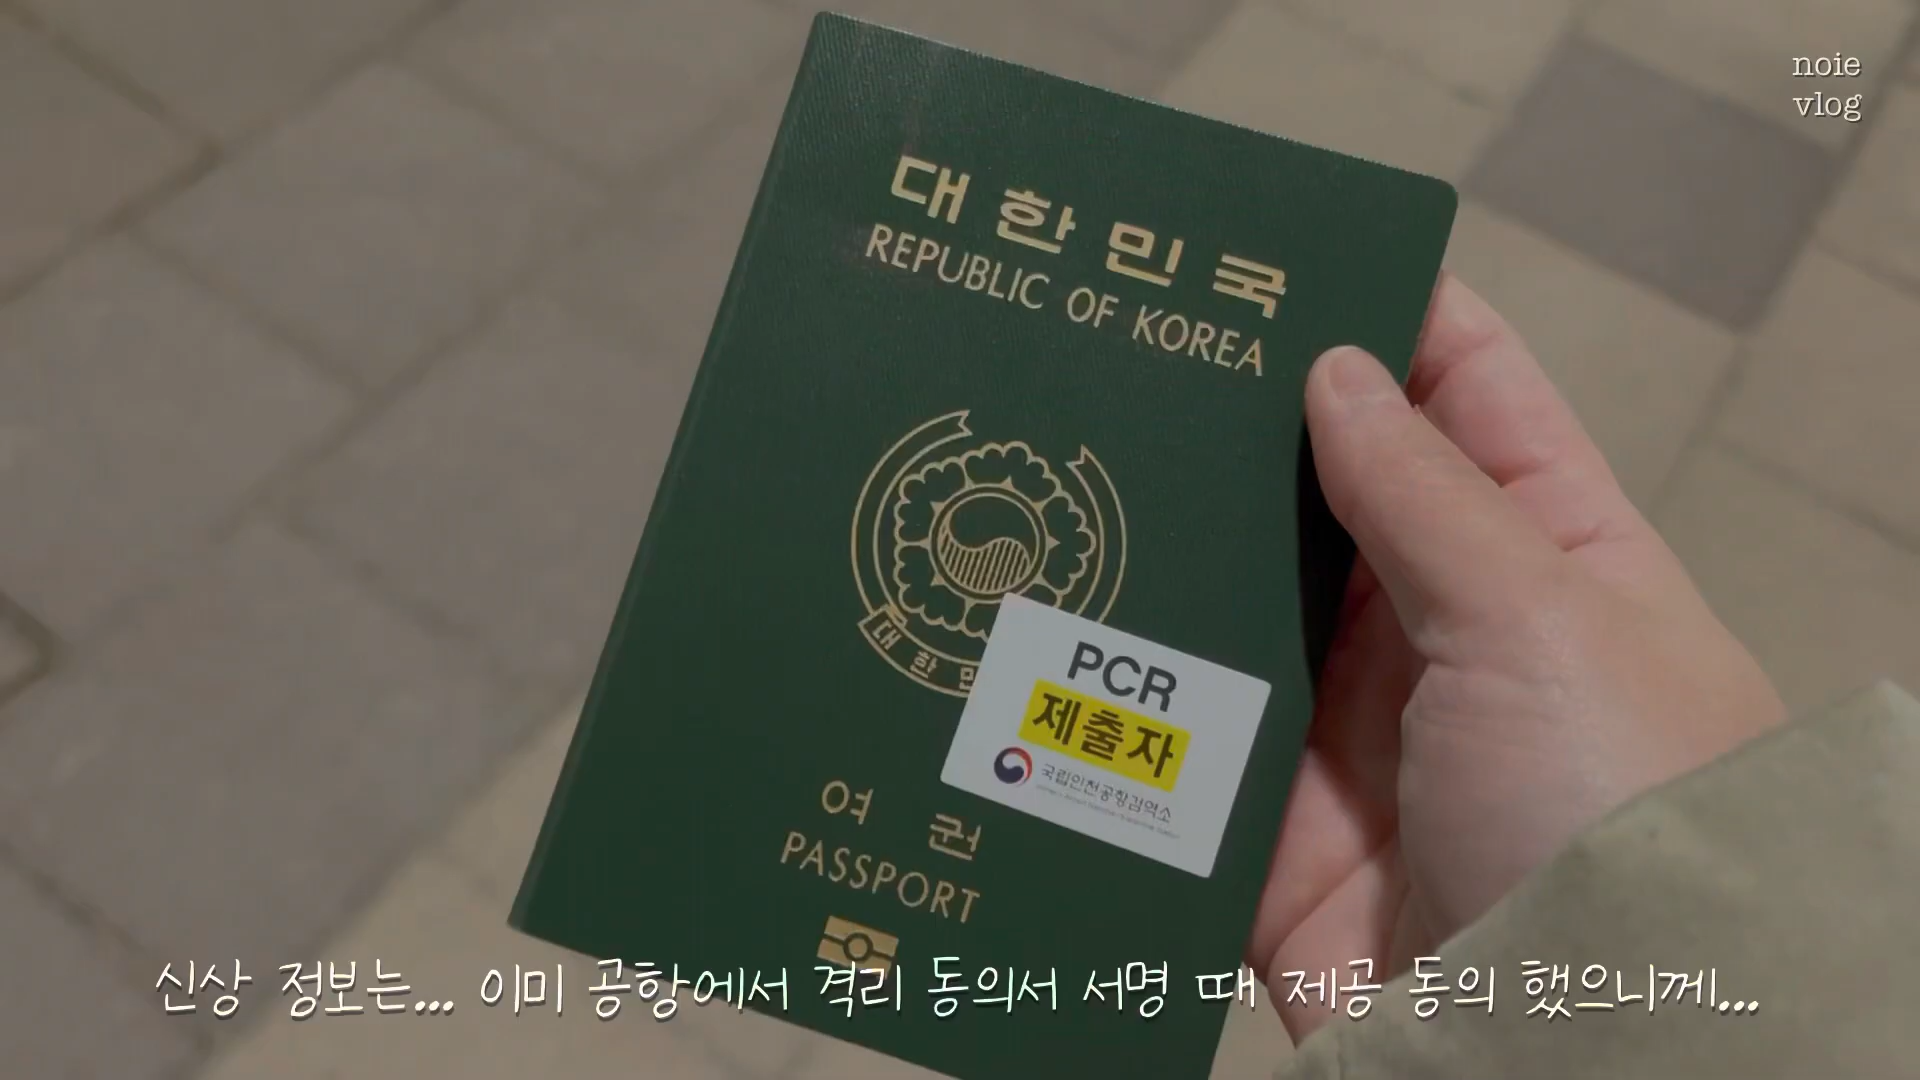 noie
vlog
대한민국
REPUBLIC OF KOREA
대한민
PCR
제출자
국립인천공항검역소
여권
PASSPORT
신상 정보는... 이미 공항에서 격리 동의서 서명 때 제공 동의 했으니께...